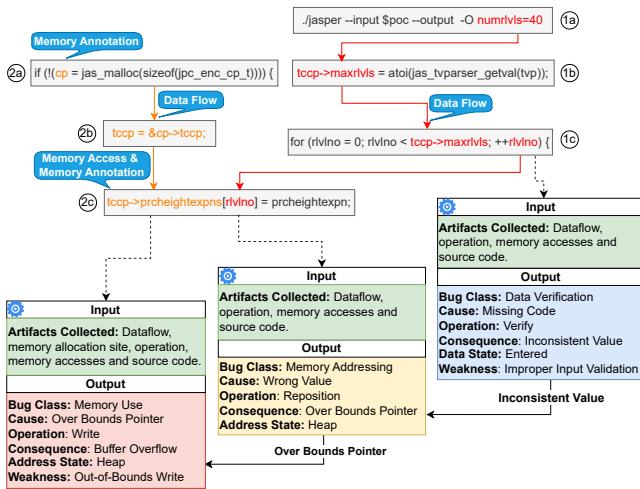 ./jasper --input $poc --output -O numrlvls=40
1a
Memory Annotation
2a
if (!(cp = jas_malloc(sizeof(jpc_enc_cp_t)))) {
tccp->maxrlvls = atoi(jas_tvparser_getval(tvp));
1b
Data Flow
Data Flow
2b
tccp = &cp->tccp;
for (rlvlno = 0; rlvlno < tccp->maxrlvls; ++rlvlno) {
1c
Memory Access &
Memory Annotation
2c
tccp->prcheightexpns[rlvlno] = prcheightexpn;
Input
Artifacts Collected: Dataflow,
operation, memory accesses and
source code.
Output
Bug Class: Data Verification
Cause: Missing Code
Operation: Verify
Consequence: Inconsistent Value
Data State: Entered
Weakness: Improper Input Validation
Inconsistent Value
Input
Artifacts Collected: Dataflow,
operation, memory accesses and
source code.
Output
Bug Class: Memory Addressing
Cause: Wrong Value
Operation: Reposition
Consequence: Over Bounds Pointer
Address State: Heap
Over Bounds Pointer
Input
Artifacts Collected: Dataflow,
memory allocation site, operation,
memory accesses and source code.
Output
Bug Class: Memory Use
Cause: Over Bounds Pointer
Operation: Write
Consequence: Buffer Overflow
Address State: Heap
Weakness: Out-of-Bounds Write